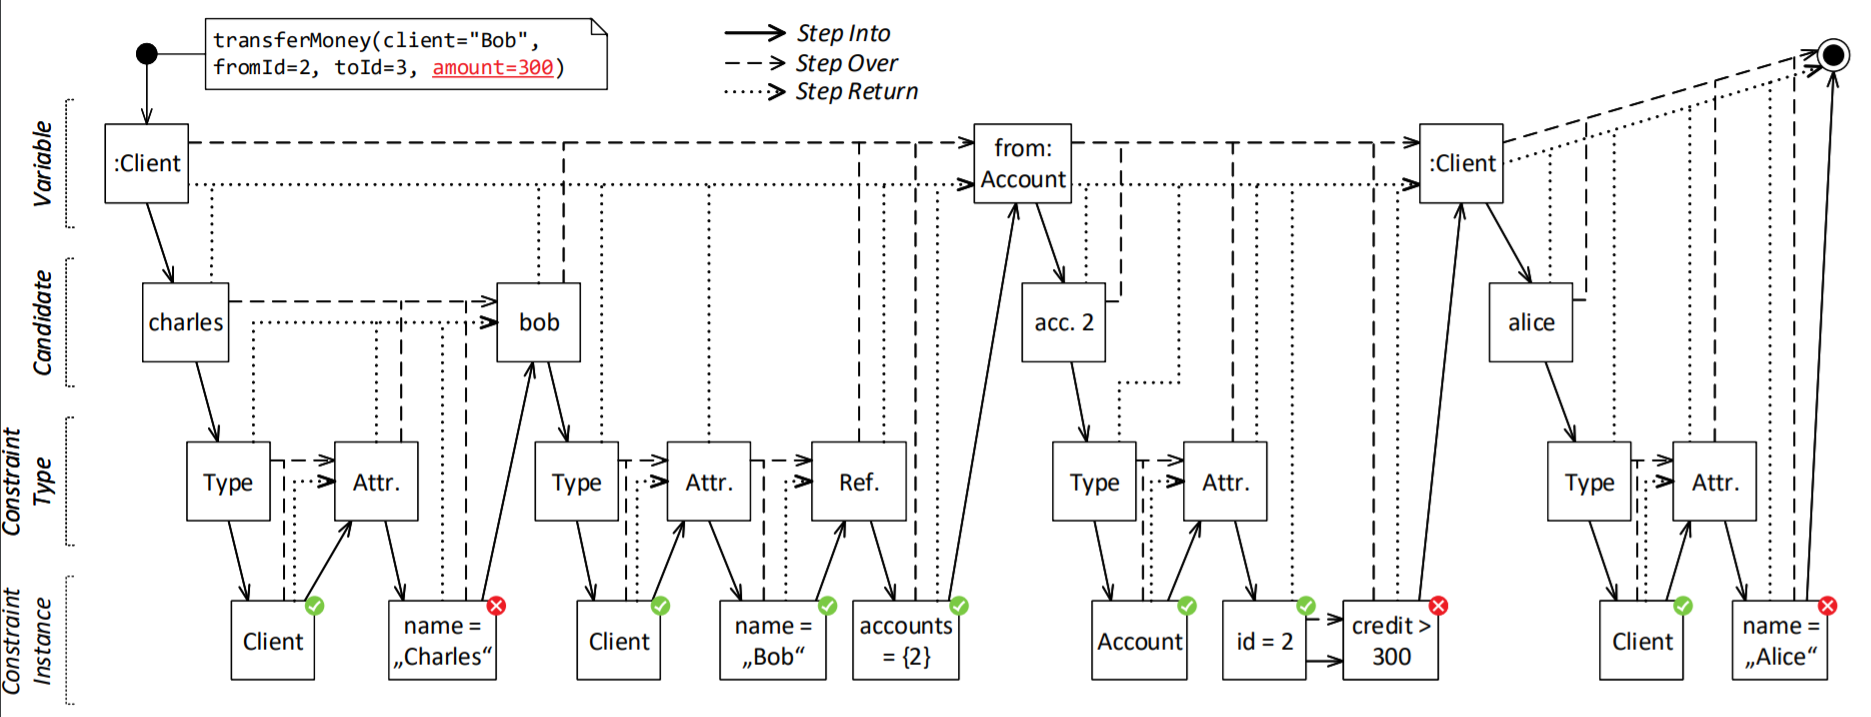 transferMoney(client="Bob",
fromId=2, toId=3, amount=300)
Step Into
Step Over
Step Return
Variable
:Client
from:
Account
:Client
Candidate
charles
bob
acc. 2
alice
Constraint
Type
Type
Attr.
Type
Attr.
Ref.
Type
Attr.
Type
Attr.
Constraint
Instance
Client
name =
„Charles“
Client
name =
„Bob“
accounts
= {2}
Account
id = 2
credit >
300
Client
name =
„Alice“